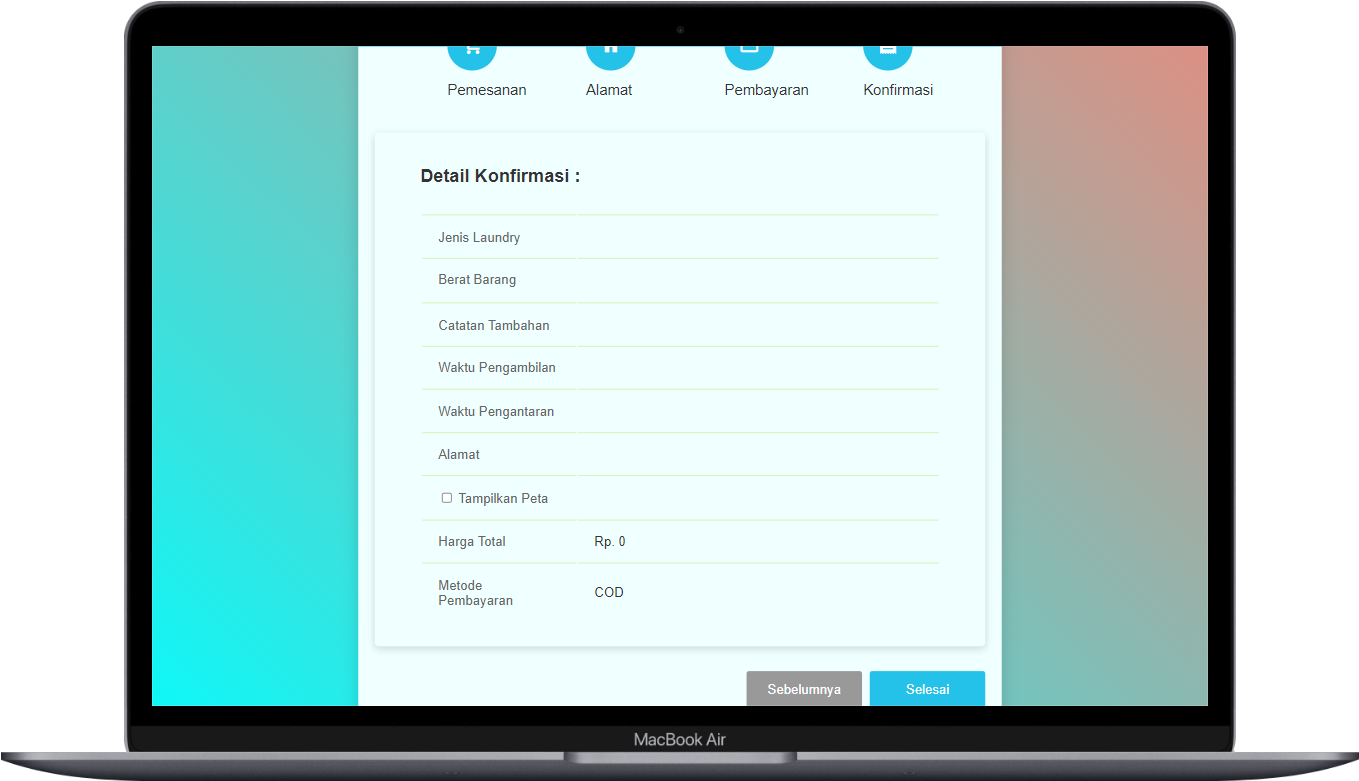 Pemesanan Alamat Pembayaran Konfirmasi
Detail Konfirmasi :
Jenis Laundry
Berat Barang
Catatan Tambahan
Waktu Pengambilan
Waktu Pengantaran
Alamat
Tampilkan Peta
Harga Total Rp. 0
Metode
Pembayaran COD
Sebelumnya Selesai
MacBook Air